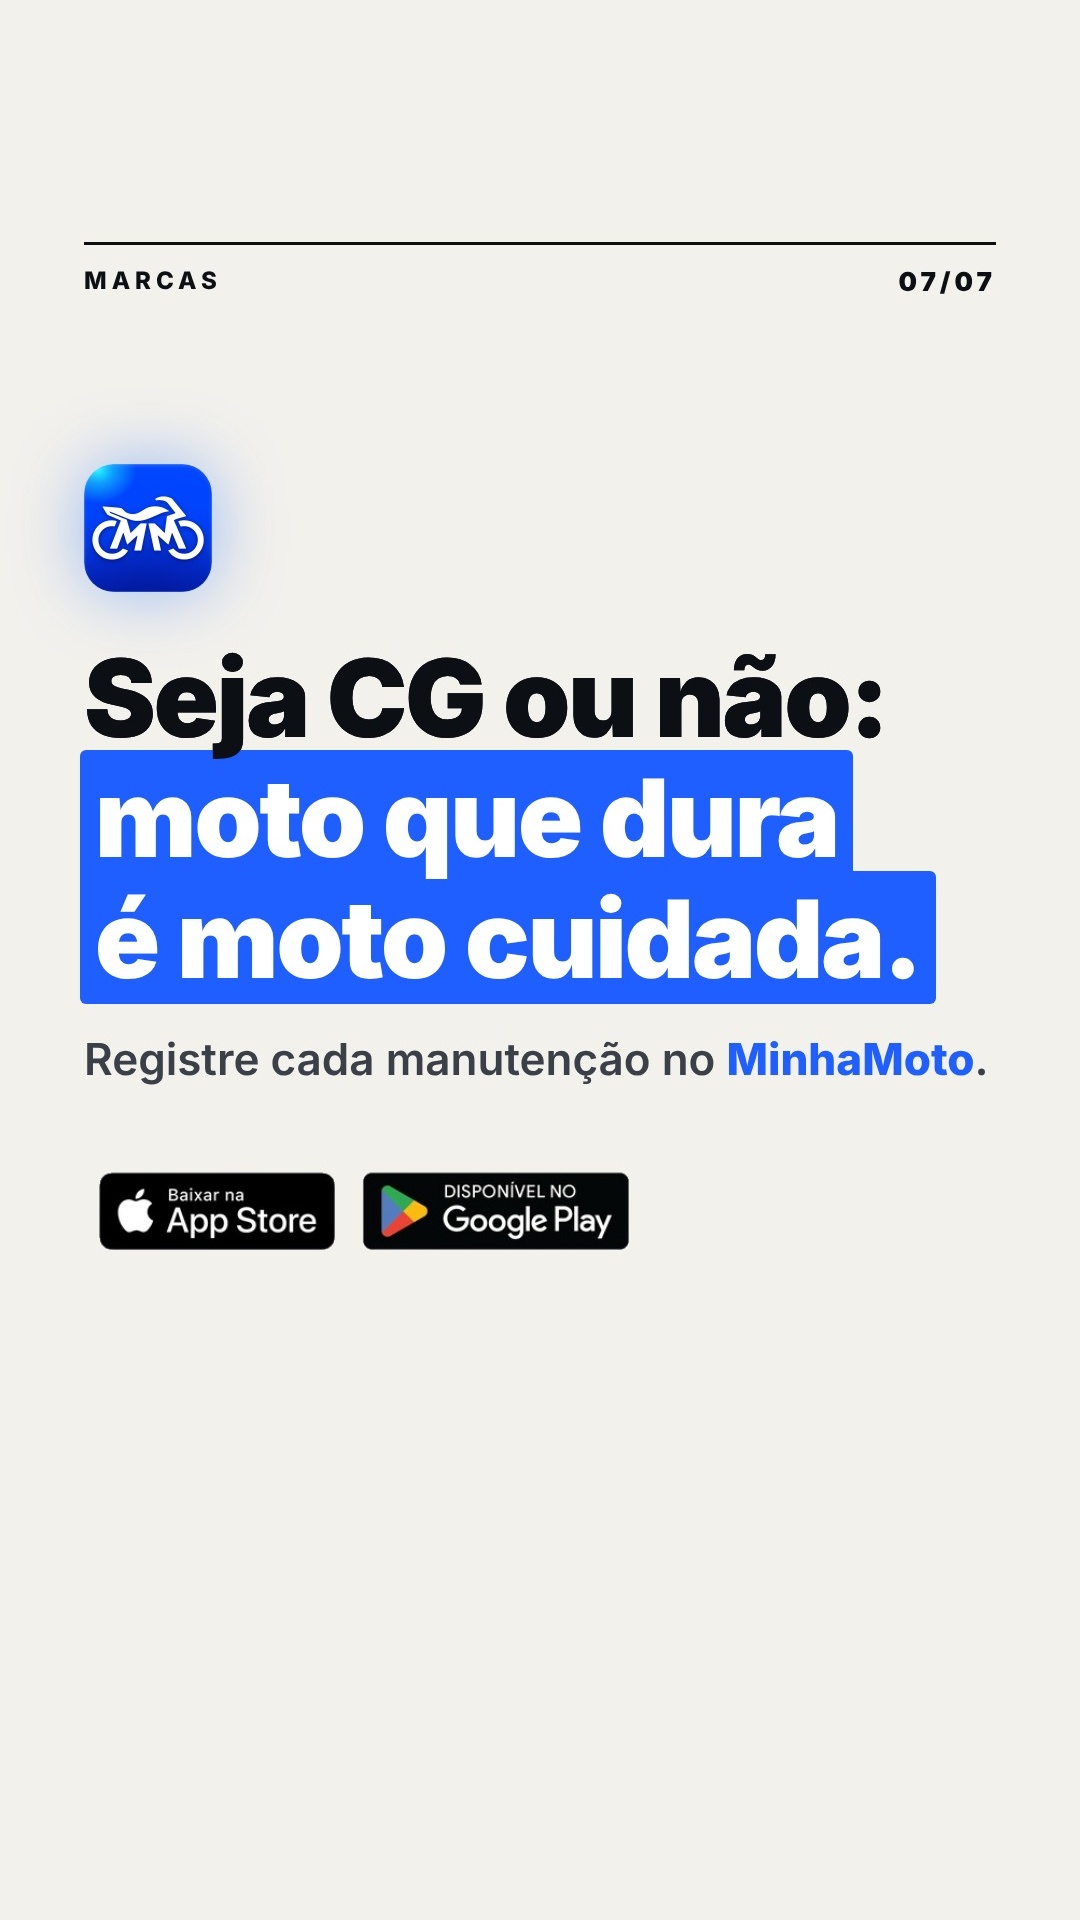 MARCAS
07/07
MM
Seja CG ou não:
moto que dura
é moto cuidada.
Registre cada manutenção no MinhaMoto.
Baixar na
App Store
DISPONÍVEL NO
Google Play